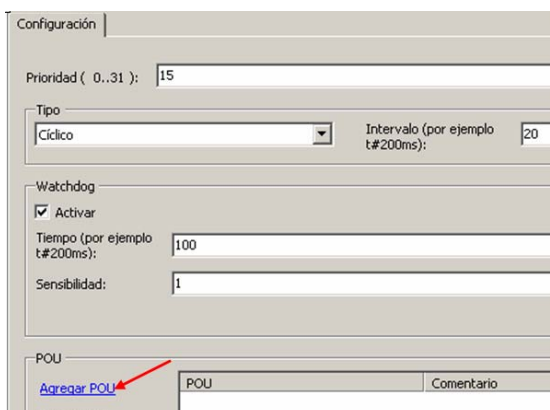 Configuración
Prioridad ( 0..31 ): 15
Tipo
Cíclico
Intervalo (por ejemplo
t#200ms): 20
Watchdog
Activar
Tiempo (por ejemplo
t#200ms): 100
Sensibilidad: 1
POU
Agregar POU
POU Comentario